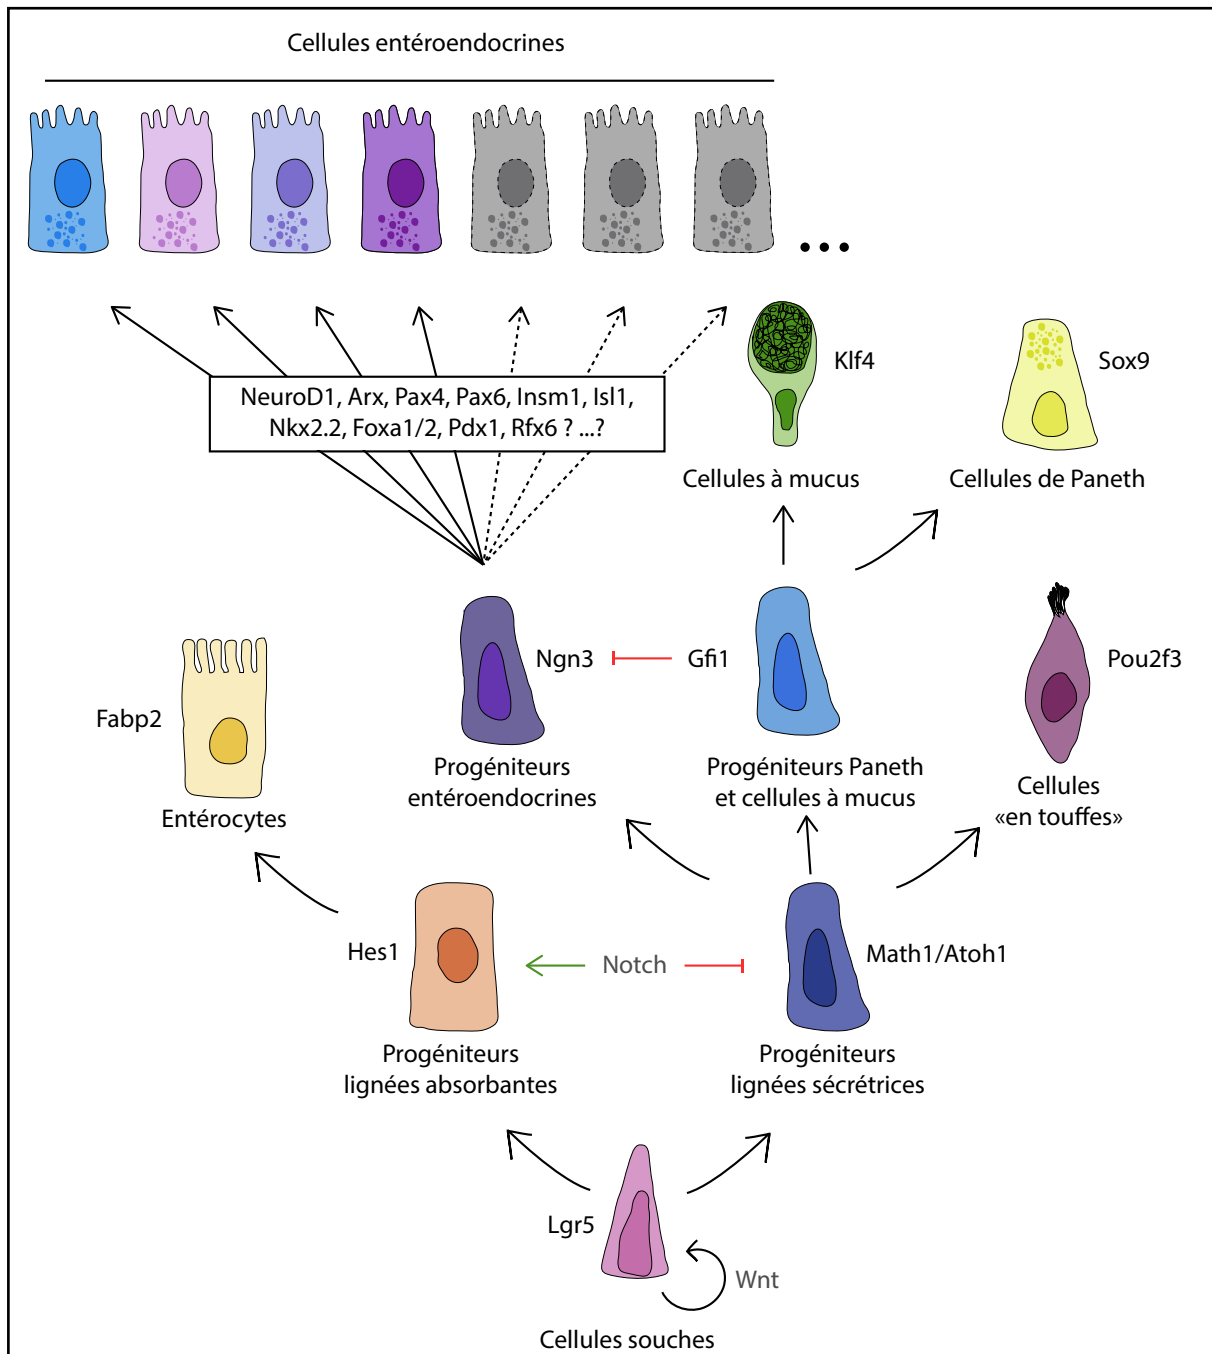 Cellules entéroendocrines
NeuroD1, Arx, Pax4, Pax6, Insm1, Isl1,
Nkx2.2, Foxa1/2, Pdx1, Rfx6 ? ...?
Klf4
Sox9
Cellules à mucus
Cellules de Paneth
Ngn3
Gfi1
Pou2f3
Fabp2
Entérocytes
Progéniteurs
entéroendocrines
Progéniteurs Paneth
et cellules à mucus
Cellules
«en touffes»
Hes1
Notch
Math1/Atoh1
Progéniteurs
lignées absorbantes
Progéniteurs
lignées sécrétrices
Lgr5
Wnt
Cellules souches